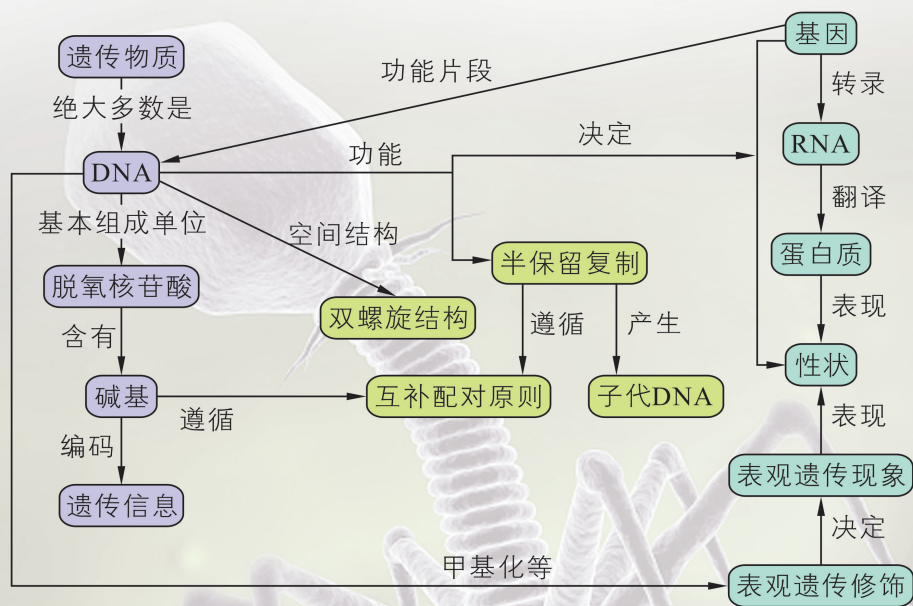 遗传物质
绝大多数是
DNA
基本组成单位
脱氧核苷酸
含有
碱基
编码
遗传信息
功能片段
功能
决定
空间结构
双螺旋结构
半保留复制
遵循
产生
遵循
互补配对原则
子代DNA
基因
转录
RNA
翻译
蛋白质
表现
性状
表现
表观遗传现象
决定
甲基化等
表观遗传修饰